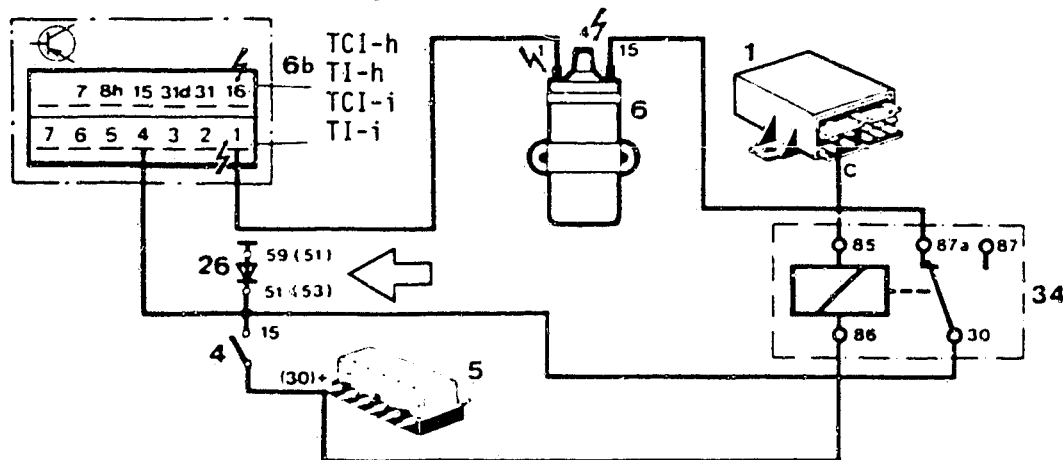 TCI-h
6b TI-h
TCI-i
TI-i
7 8h 15 31d 31 16
7 6 5 4 3 2 1
1 4 15
6
1
C
59 (51)
26
51 (53)
85 87a 87
34
86 30
15
4
(30)+ 5